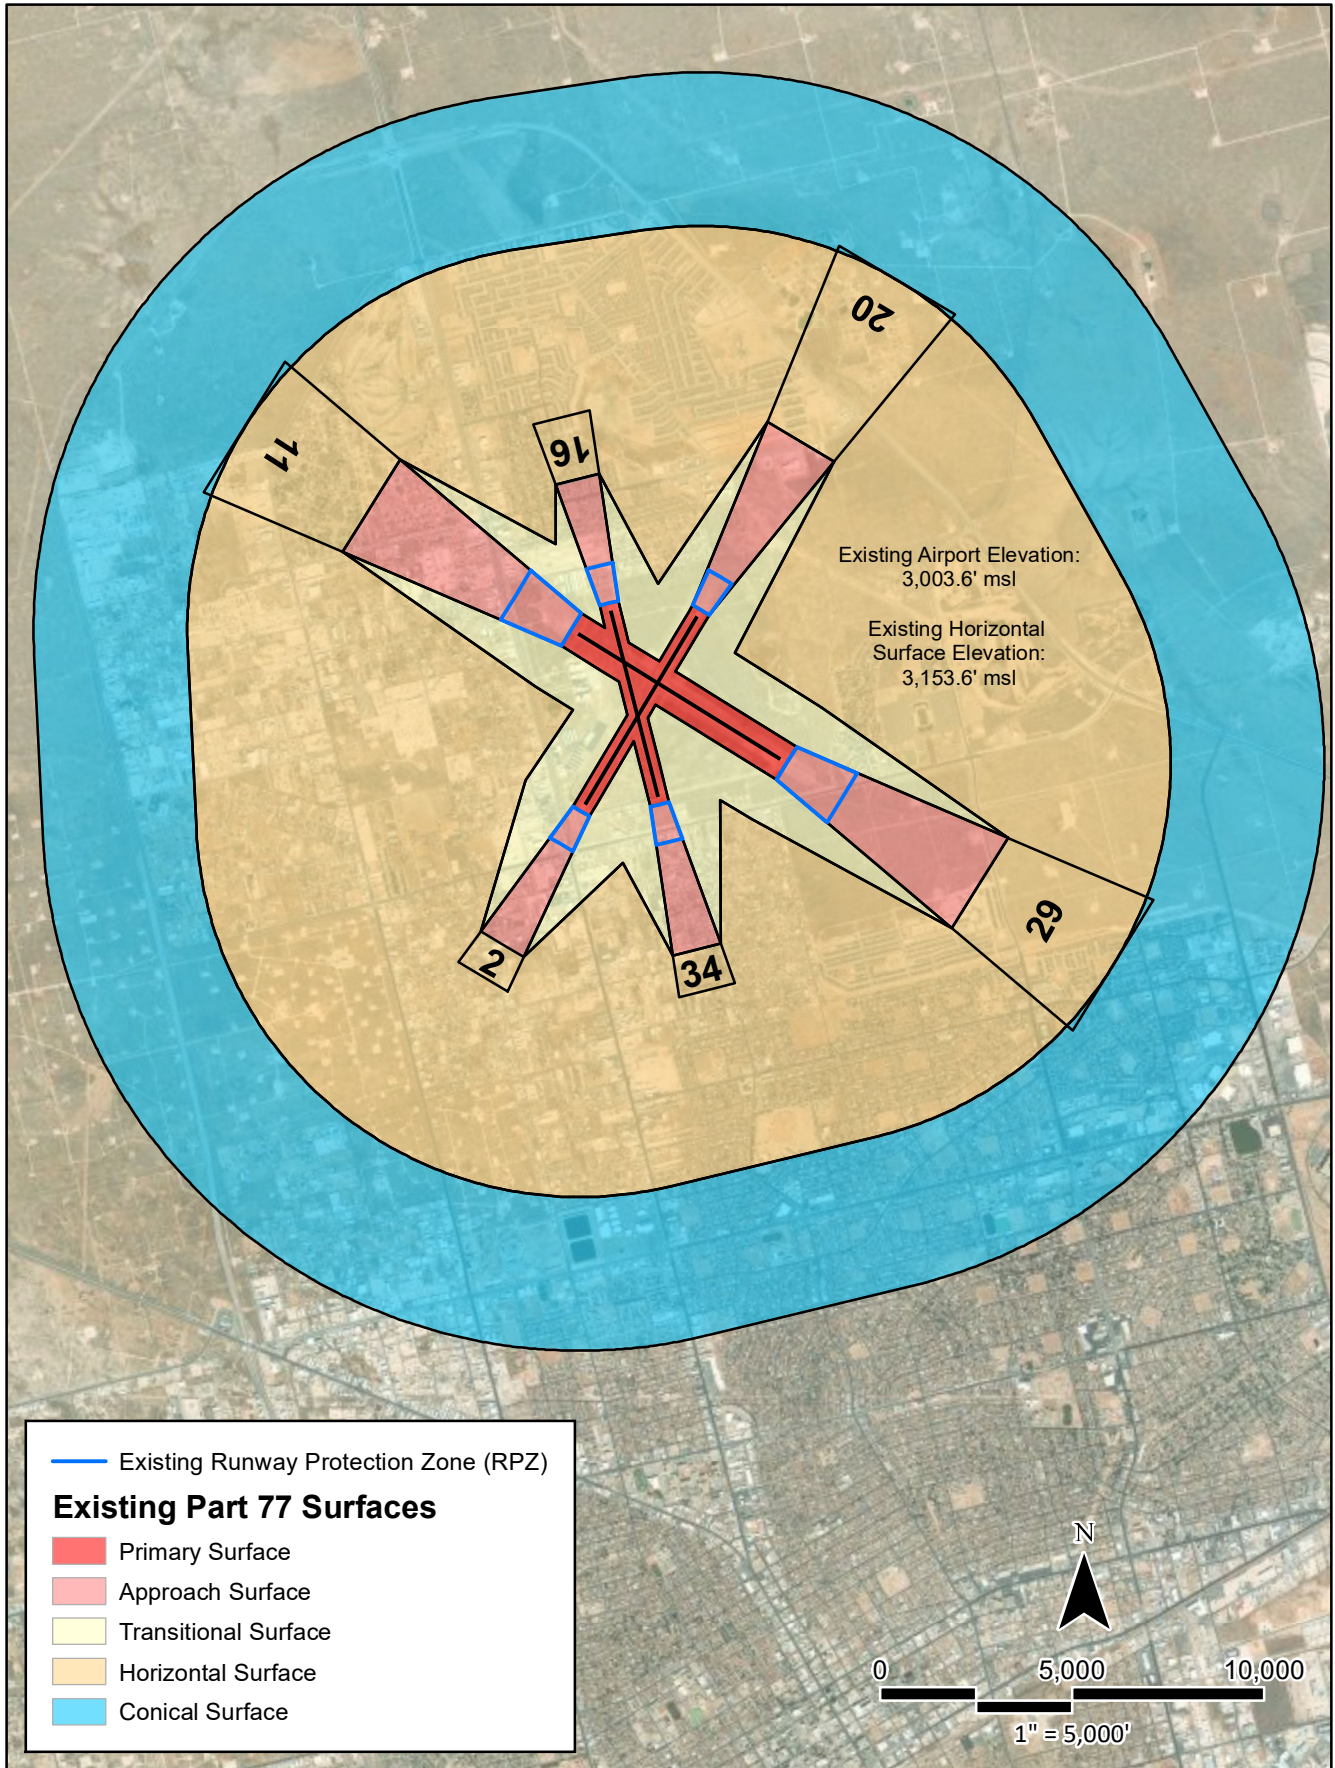 20
11
16
Existing Airport Elevation:
3,003.6' msl
Existing Horizontal
Surface Elevation:
3,153.6' msl
29
2
34
Existing Runway Protection Zone (RPZ)
Existing Part 77 Surfaces
Primary Surface
Approach Surface
Transitional Surface
Horizontal Surface
Conical Surface
N
0 5,000 10,000
1" = 5,000'